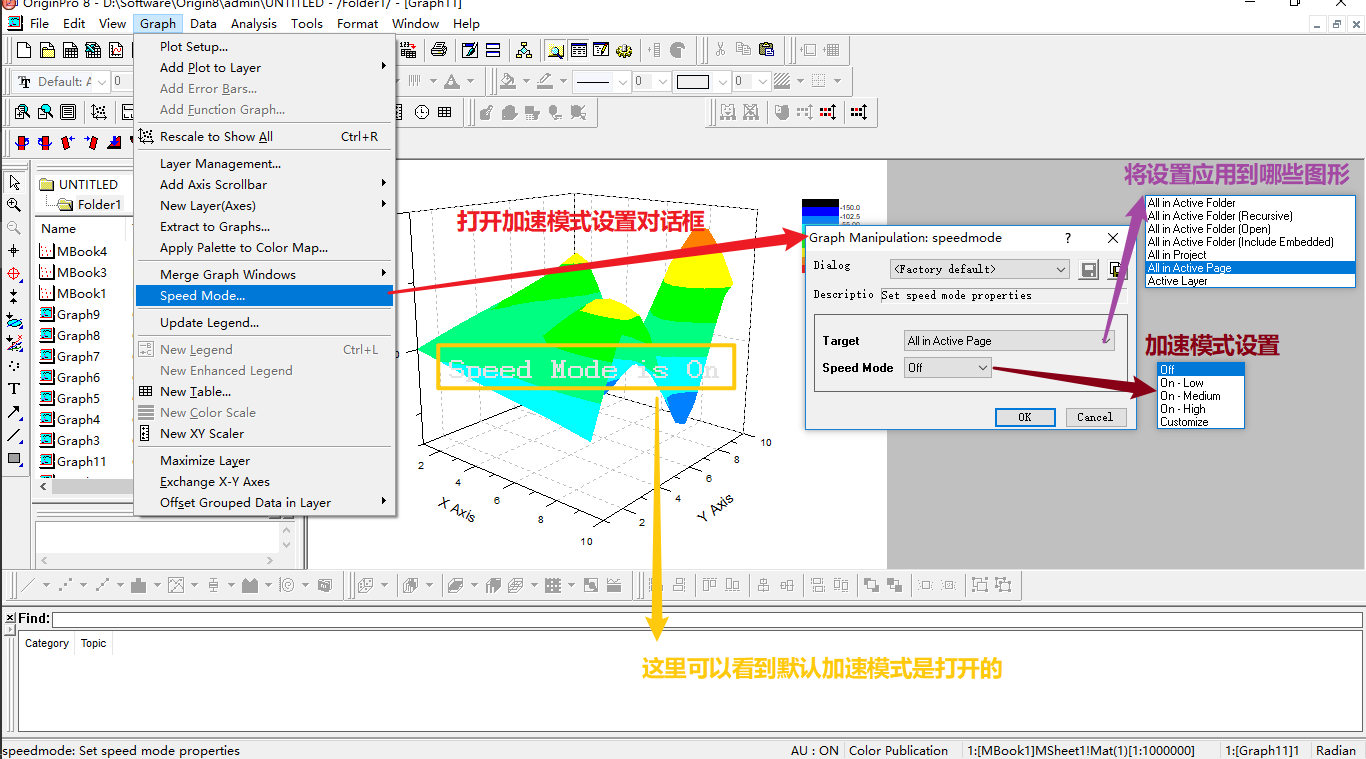 OriginPro 8 - D:\Software\Origin8\admin\UNTITLED - /Folder1/ - [Graph11]
File Edit View Graph Data Analysis Tools Format Window Help
Default: A 0
0 0
Plot Setup...
Add Plot to Layer
Add Error Bars...
Add Function Graph...
Rescale to Show All Ctrl+R
Layer Management...
Add Axis Scrollbar
New Layer(Axes)
Extract to Graphs...
Apply Palette to Color Map...
Merge Graph Windows
Speed Mode...
Update Legend...
New Legend Ctrl+L
New Enhanced Legend
New Table...
New Color Scale
New XY Scaler
Maximize Layer
Exchange X-Y Axes
Offset Grouped Data in Layer
UNTITLED
Folder1
Name
MBook4
MBook3
MBook1
Graph9
Graph8
Graph7
Graph6
Graph5
Graph4
Graph3
Graph11
打开加速模式设置对话框
-150.0
-102.5
-55.00
Speed Mode is On
2
4
6
8
10
X Axis
2
4
6
8
10
Y Axis
Graph Manipulation: speedmode
Dialog <Factory default>
Descriptio Set speed mode properties
Target All in Active Page
Speed Mode Off
OK Cancel
将设置应用到哪些图形
All in Active Folder
All in Active Folder (Recursive)
All in Active Folder (Open)
All in Active Folder (Include Embedded)
All in Project
All in Active Page
Active Layer
加速模式设置
Off
On - Low
On - Medium
On - High
Customize
Find:
Category Topic
这里可以看到默认加速模式是打开的
speedmode: Set speed mode properties AU : ON Color Publication 1:[MBook1]MSheet1!Mat(1)[1:1000000] 1:[Graph11]1 Radian